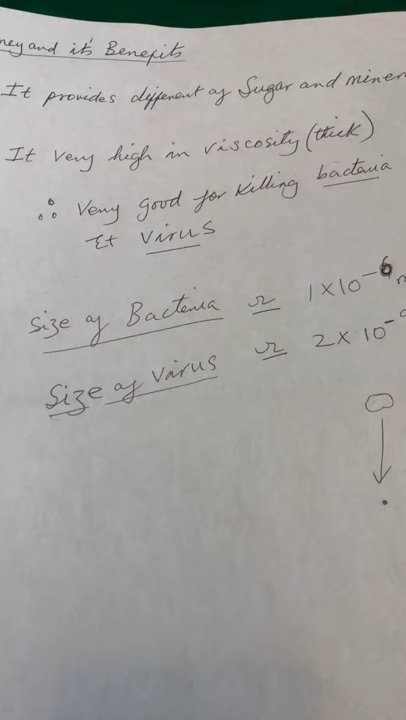 ney and it's Benefits
It provides different of Sugar and miner
It very high in viscosity (thick)
∴ Very good for killing bacteria
Et virus
Size of Bacteria ≈ 1×10⁻⁶
Size of virus ≈ 2×10⁻